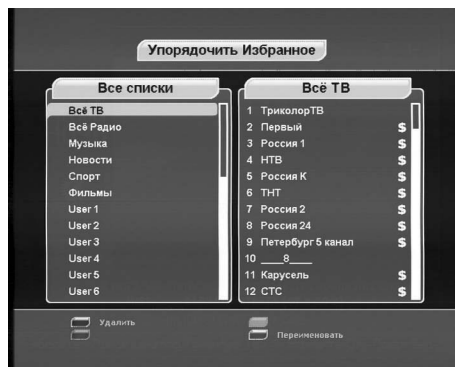 Упорядочить Избранное
Все списки
Всё ТВ
Всё Радио
Музыка
Новости
Спорт
Фильмы
User 1
User 2
User 3
User 4
User 5
User 6
Всё ТВ
1 ТриколорТВ
2 Первый $
3 Россия 1 $
4 НТВ $
5 Россия К $
6 ТНТ $
7 Россия 2 $
8 Россия 24 $
9 Петербург 5 канал $
10 ____8____
11 Карусель $
12 СТС $
Удалить
Переименовать